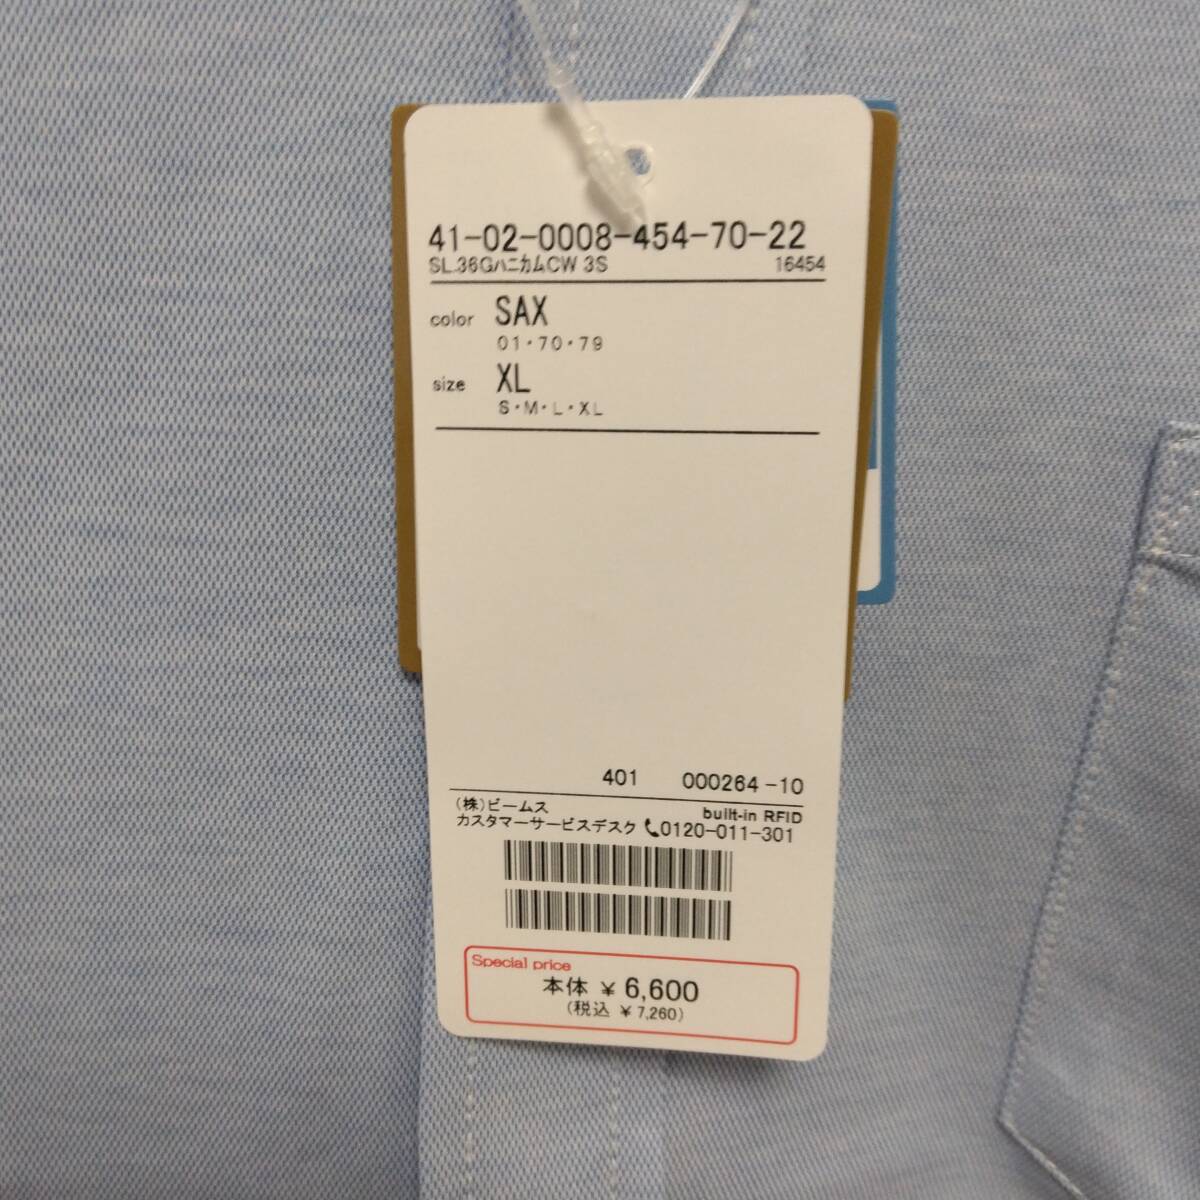 41-02-0008-454-70-22
SL.36GハニカムCW 3S 16454
color SAX
01・70・79
size XL
S・M・L・XL
401 000264-10
(株)ビームス built-in RFID
カスタマーサービスデスク 0120-011-301
Special price
本体 ¥ 6,600
(税込 ¥ 7,260)